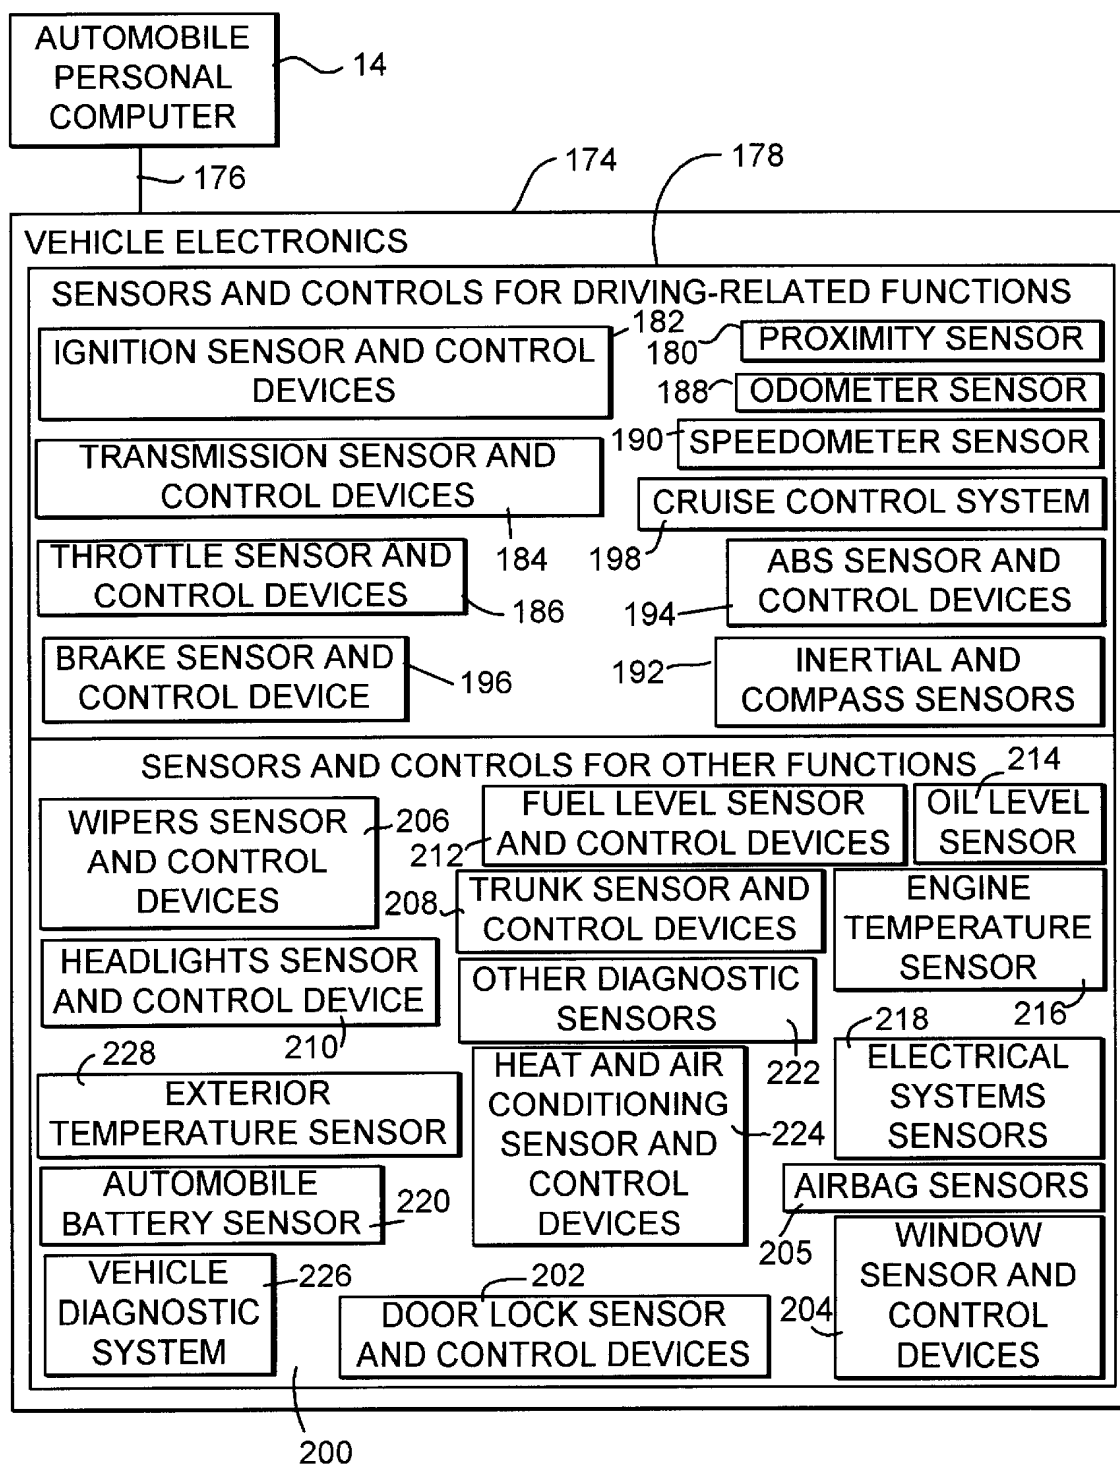 AUTOMOBILE
PERSONAL
COMPUTER
14
176
174
178
VEHICLE ELECTRONICS
SENSORS AND CONTROLS FOR DRIVING-RELATED FUNCTIONS
IGNITION SENSOR AND CONTROL
DEVICES
182
180
PROXIMITY SENSOR
188
ODOMETER SENSOR
190
SPEEDOMETER SENSOR
TRANSMISSION SENSOR AND
CONTROL DEVICES
184
CRUISE CONTROL SYSTEM
198
THROTTLE SENSOR AND
CONTROL DEVICES
186
ABS SENSOR AND
CONTROL DEVICES
194
BRAKE SENSOR AND
CONTROL DEVICE
196
192
INERTIAL AND
COMPASS SENSORS
SENSORS AND CONTROLS FOR OTHER FUNCTIONS
214
WIPERS SENSOR
AND CONTROL
DEVICES
206
FUEL LEVEL SENSOR
AND CONTROL DEVICES
212
OIL LEVEL
SENSOR
208
TRUNK SENSOR AND
CONTROL DEVICES
ENGINE
TEMPERATURE
SENSOR
216
HEADLIGHTS SENSOR
AND CONTROL DEVICE
210
OTHER DIAGNOSTIC
SENSORS
222
218
ELECTRICAL
SYSTEMS
SENSORS
228
EXTERIOR
TEMPERATURE SENSOR
HEAT AND AIR
CONDITIONING
SENSOR AND
CONTROL
DEVICES
224
AUTOMOBILE
BATTERY SENSOR
220
AIRBAG SENSORS
205
VEHICLE
DIAGNOSTIC
SYSTEM
226
202
DOOR LOCK SENSOR
AND CONTROL DEVICES
204
WINDOW
SENSOR AND
CONTROL
DEVICES
200